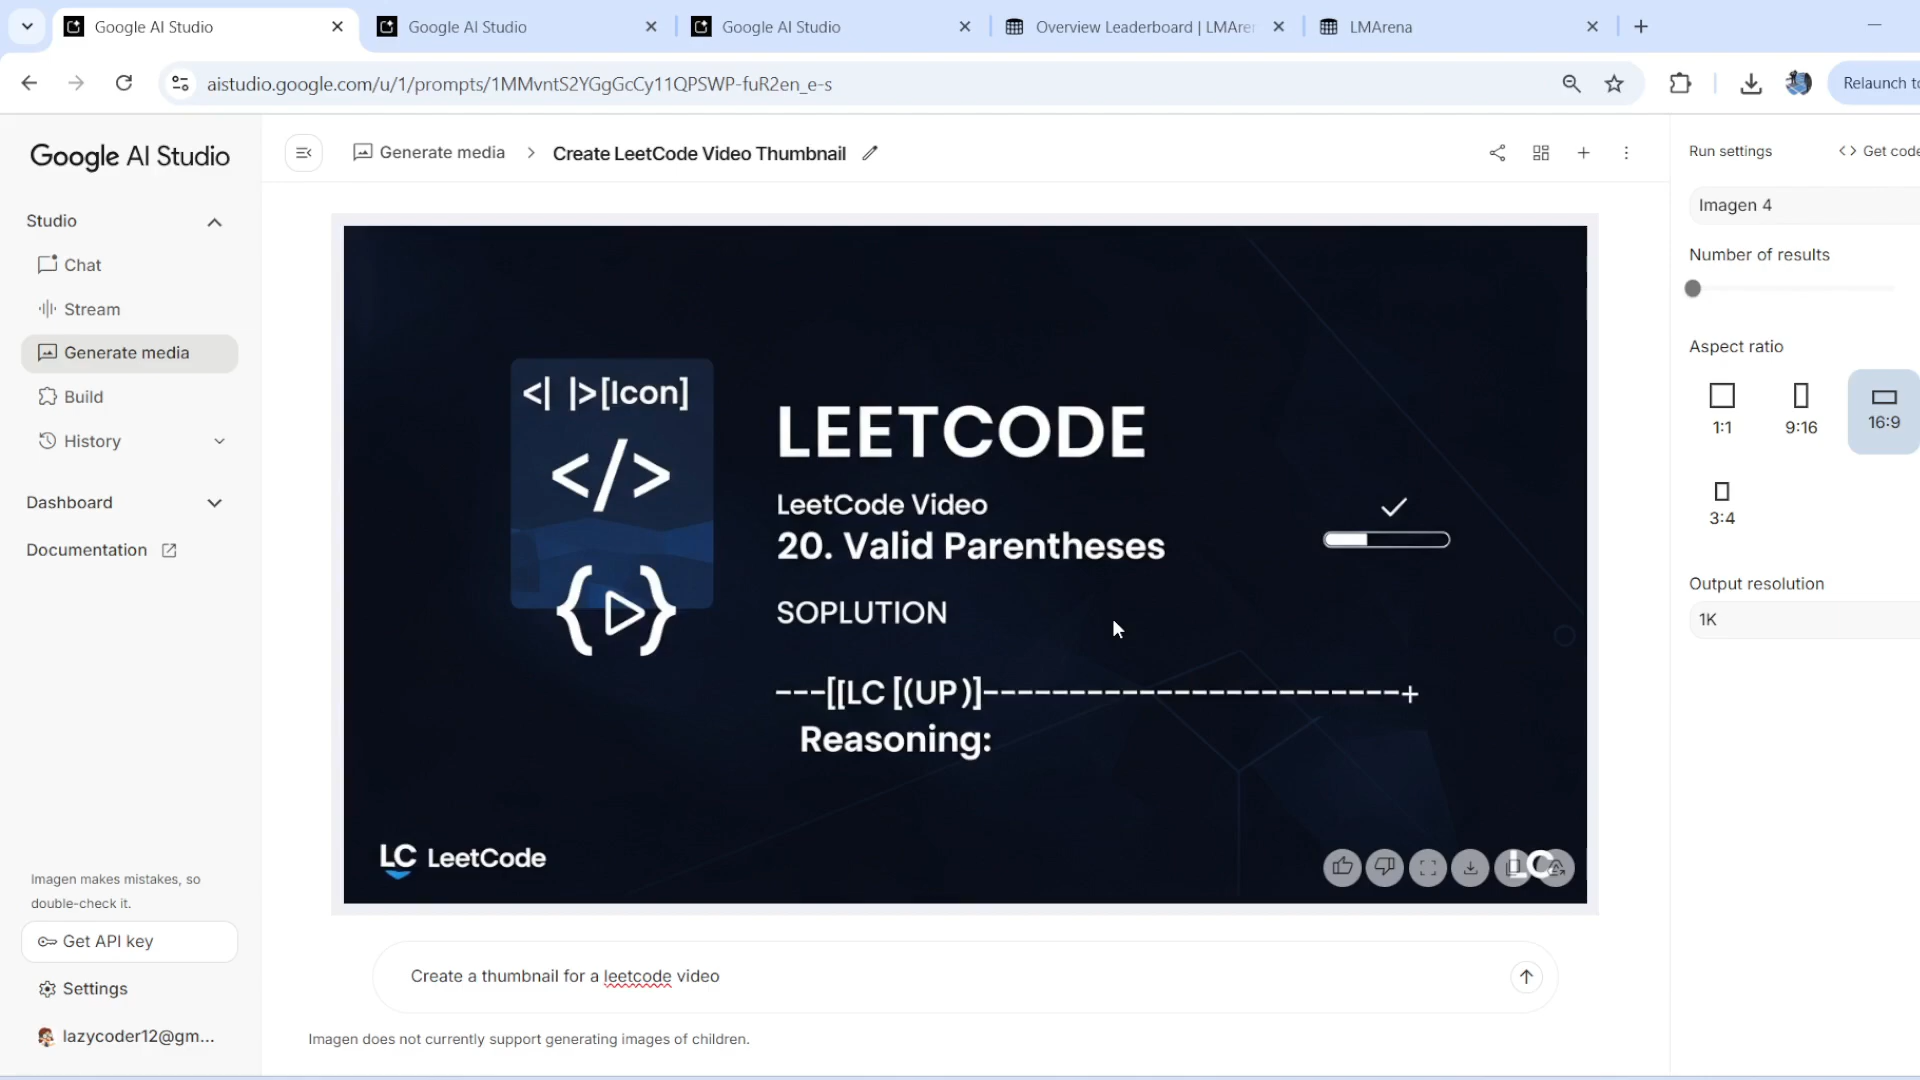 Google AI Studio
Google AI Studio
Google AI Studio
Overview Leaderboard | LMArer
LMArena
aistudio.google.com/u/1/prompts/1MMvntS2YGgGcCy11QPSWP-fuR2en_e-s
Relaunch to
Google AI Studio
Generate media > Create LeetCode Video Thumbnail
Run settings
<> Get code
Studio
Chat
Stream
Generate media
Build
History
Dashboard
Documentation
Imagen makes mistakes, so
double-check it.
Get API key
Settings
lazycoder12@gm...
<| |>[Icon]
</>
{ }
LEETCODE
LeetCode Video
20. Valid Parentheses
SOPLUTION
---[[LC [(UP )]------------------------+
Reasoning:
LC LeetCode
LC
Create a thumbnail for a leetcode video
Imagen does not currently support generating images of children.
Imagen 4
Number of results
Aspect ratio
1:1
9:16
16:9
3:4
Output resolution
1K